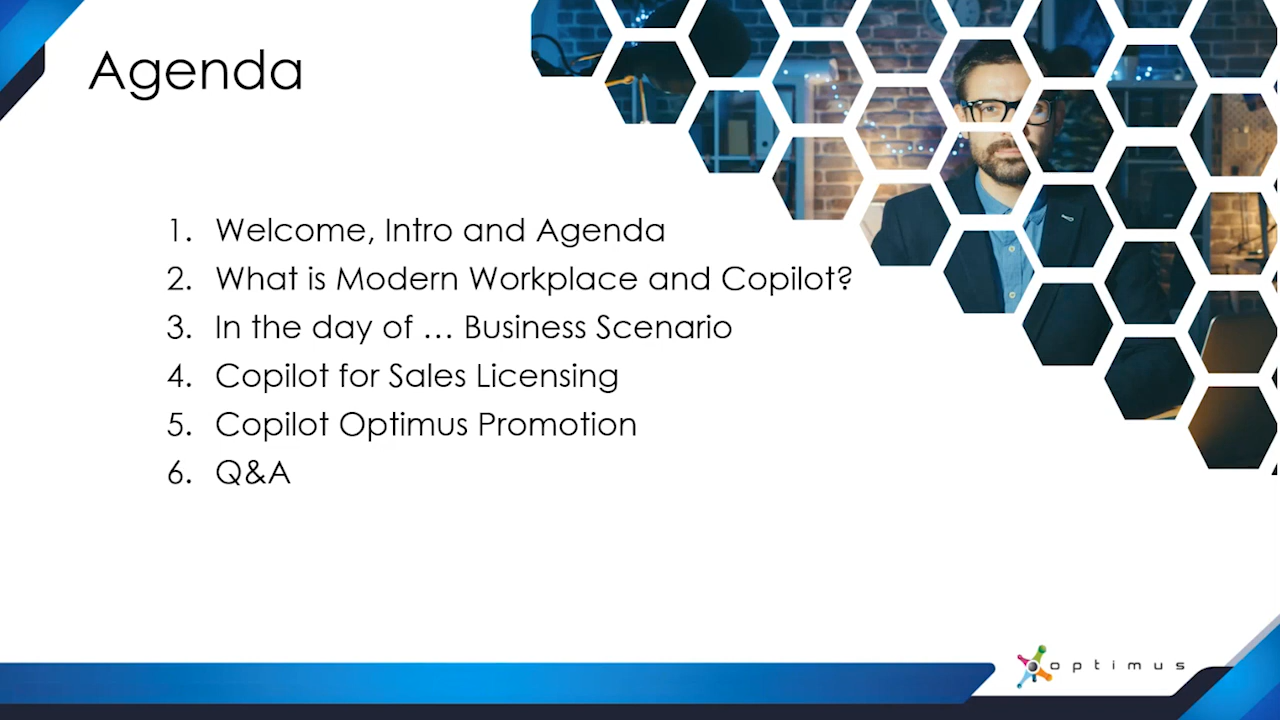 Agenda
1. Welcome, Intro and Agenda
2. What is Modern Workplace and Copilot?
3. In the day of … Business Scenario
4. Copilot for Sales Licensing
5. Copilot Optimus Promotion
6. Q&A
optimus